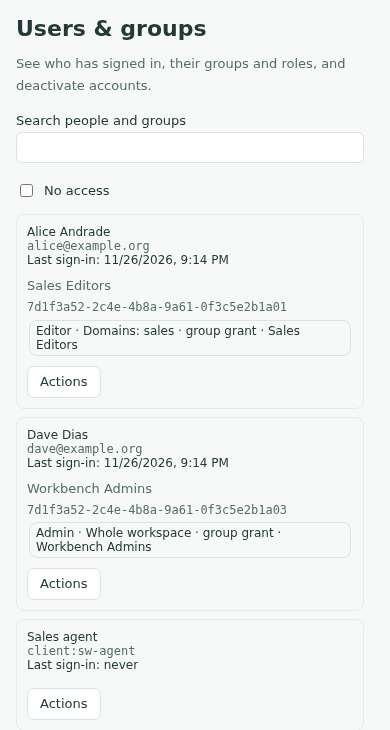 Users & groups
See who has signed in, their groups and roles, and
deactivate accounts.
Search people and groups
No access
Alice Andrade
alice@example.org
Last sign-in: 11/26/2026, 9:14 PM
Sales Editors
7d1f3a52-2c4e-4b8a-9a61-0f3c5e2b1a01
Editor · Domains: sales · group grant · Sales
Editors
Actions
Dave Dias
dave@example.org
Last sign-in: 11/26/2026, 9:14 PM
Workbench Admins
7d1f3a52-2c4e-4b8a-9a61-0f3c5e2b1a03
Admin · Whole workspace · group grant ·
Workbench Admins
Actions
Sales agent
client:sw-agent
Last sign-in: never
Actions